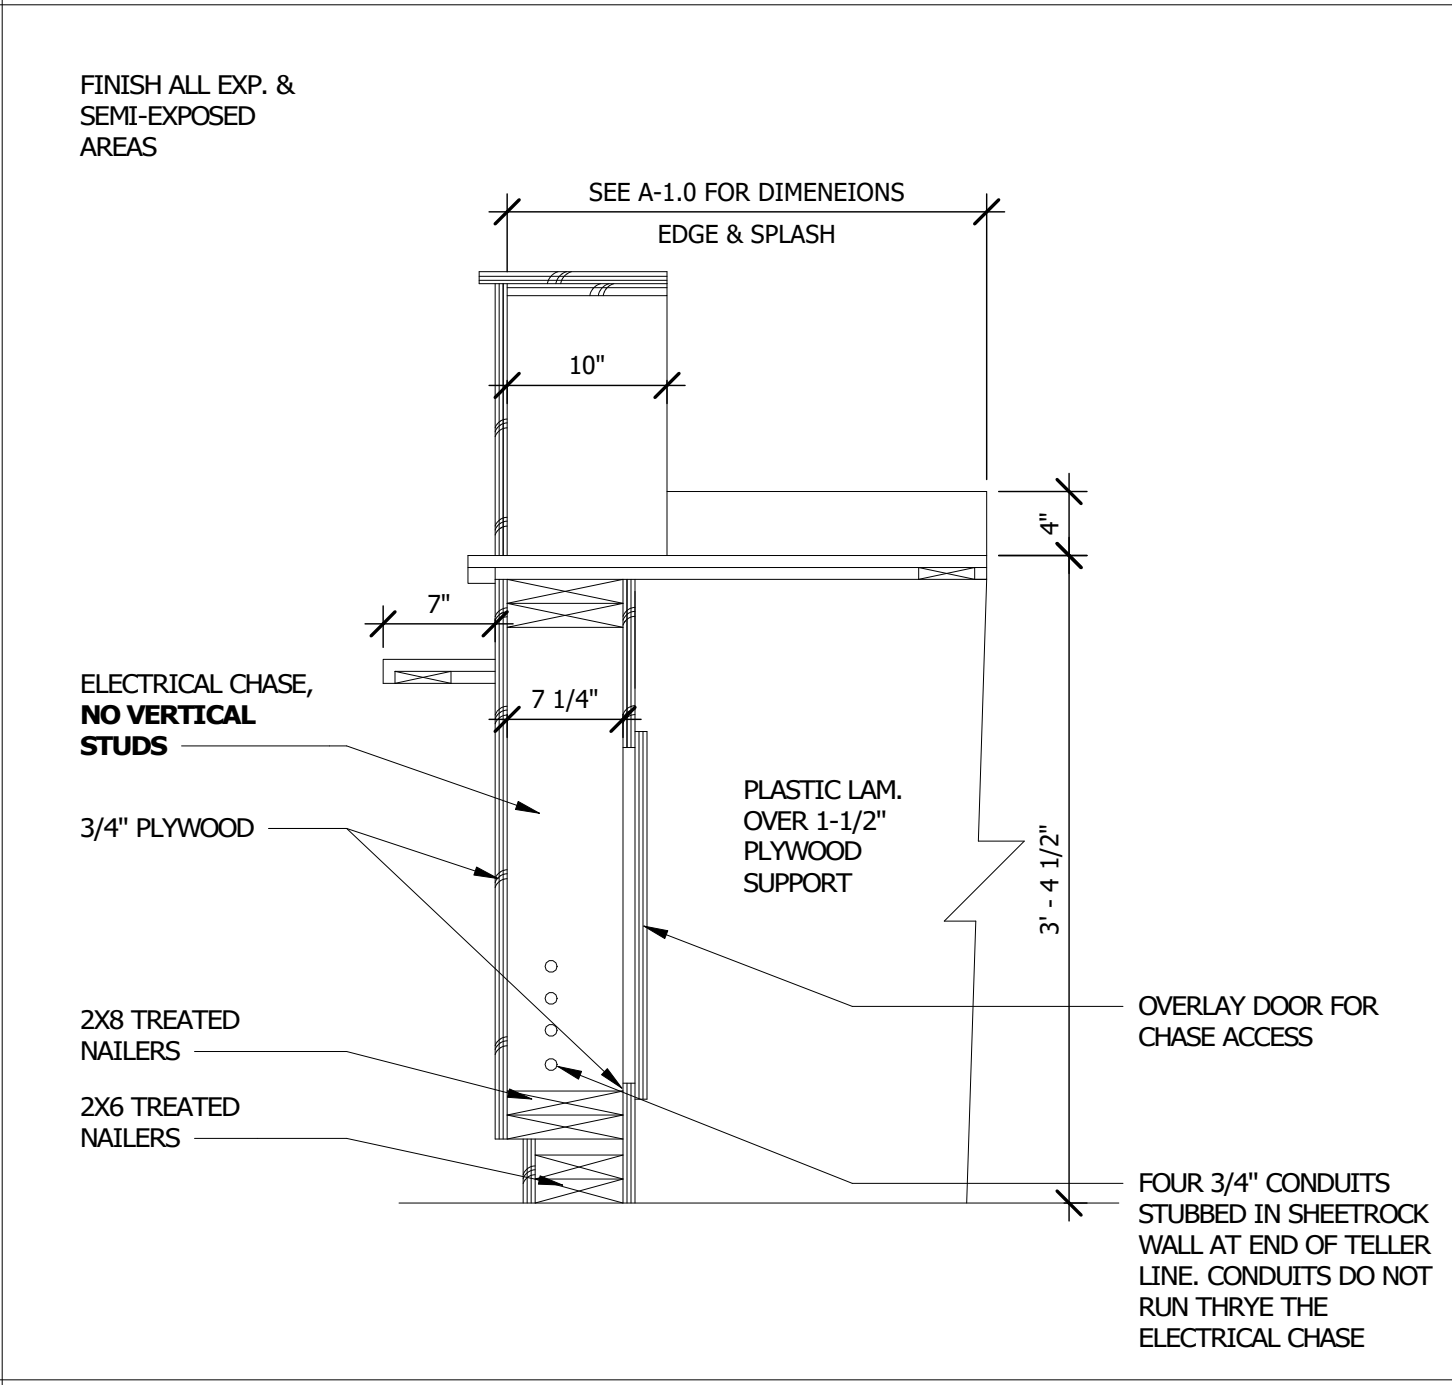 FINISH ALL EXP. &
SEMI-EXPOSED
AREAS
SEE A-1.0 FOR DIMENEIONS
EDGE & SPLASH
10"
4"
7"
ELECTRICAL CHASE,
NO VERTICAL
STUDS
7 1/4"
3/4" PLYWOOD
PLASTIC LAM.
OVER 1-1/2"
PLYWOOD
SUPPORT
3' - 4 1/2"
2X8 TREATED
NAILERS
OVERLAY DOOR FOR
CHASE ACCESS
2X6 TREATED
NAILERS
FOUR 3/4" CONDUITS
STUBBED IN SHEETROCK
WALL AT END OF TELLER
LINE. CONDUITS DO NOT
RUN THRYE THE
ELECTRICAL CHASE